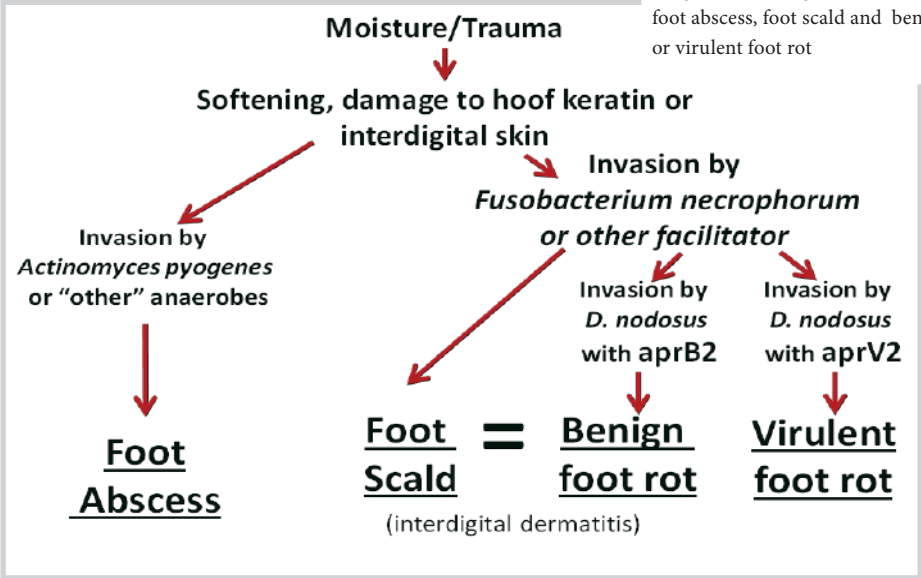 foot abscess, foot scald and ben
or virulent foot rot
Moisture/Trauma
Softening, damage to hoof keratin or
interdigital skin
Invasion by
Fusobacterium necrophorum
or other facilitator
Invasion by
Actinomyces pyogenes
or “other” anaerobes
Invasion by
D. nodosus
with aprB2
Invasion by
D. nodosus
with aprV2
Foot
Abscess
Foot
Scald
=
Benign
foot rot
(interdigital dermatitis)
Virulent
foot rot